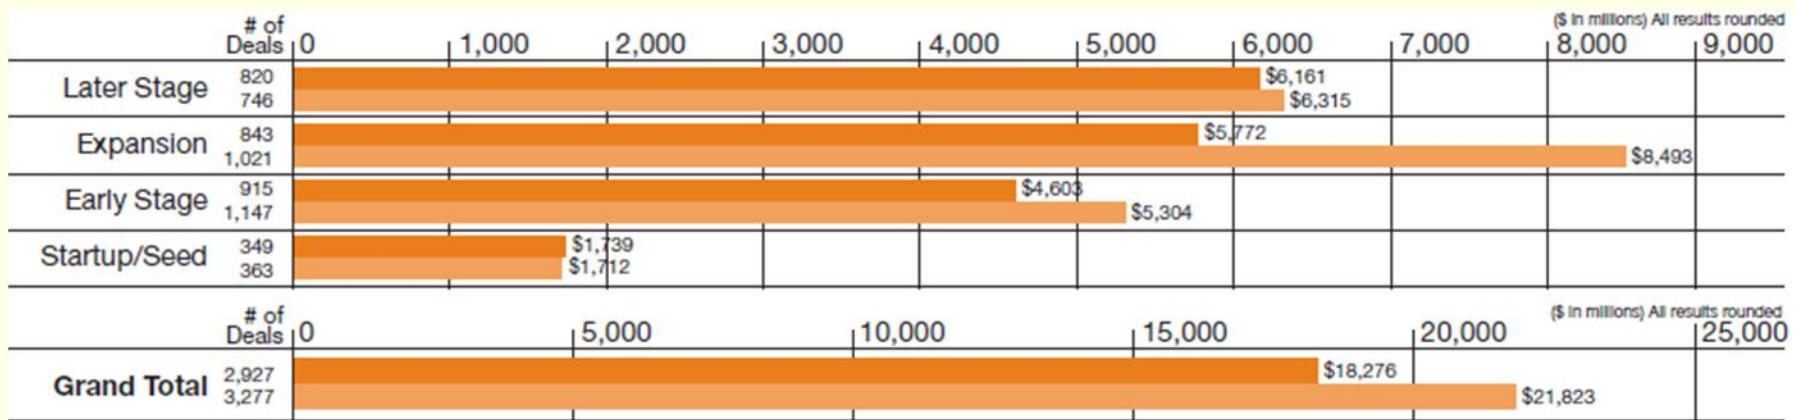 ($ in millions) All results rounded
# of
Deals 0 1,000 2,000 3,000 4,000 5,000 6,000 7,000 8,000 9,000
Later Stage 820 $6,161
746 $6,315
Expansion 843 $5,772
1,021 $8,493
Early Stage 915 $4,603
1,147 $5,304
Startup/Seed 349 $1,739
363 $1,712
($ in millions) All results rounded
# of
Deals 0 5,000 10,000 15,000 20,000 25,000
Grand Total 2,927 $18,276
3,277 $21,823